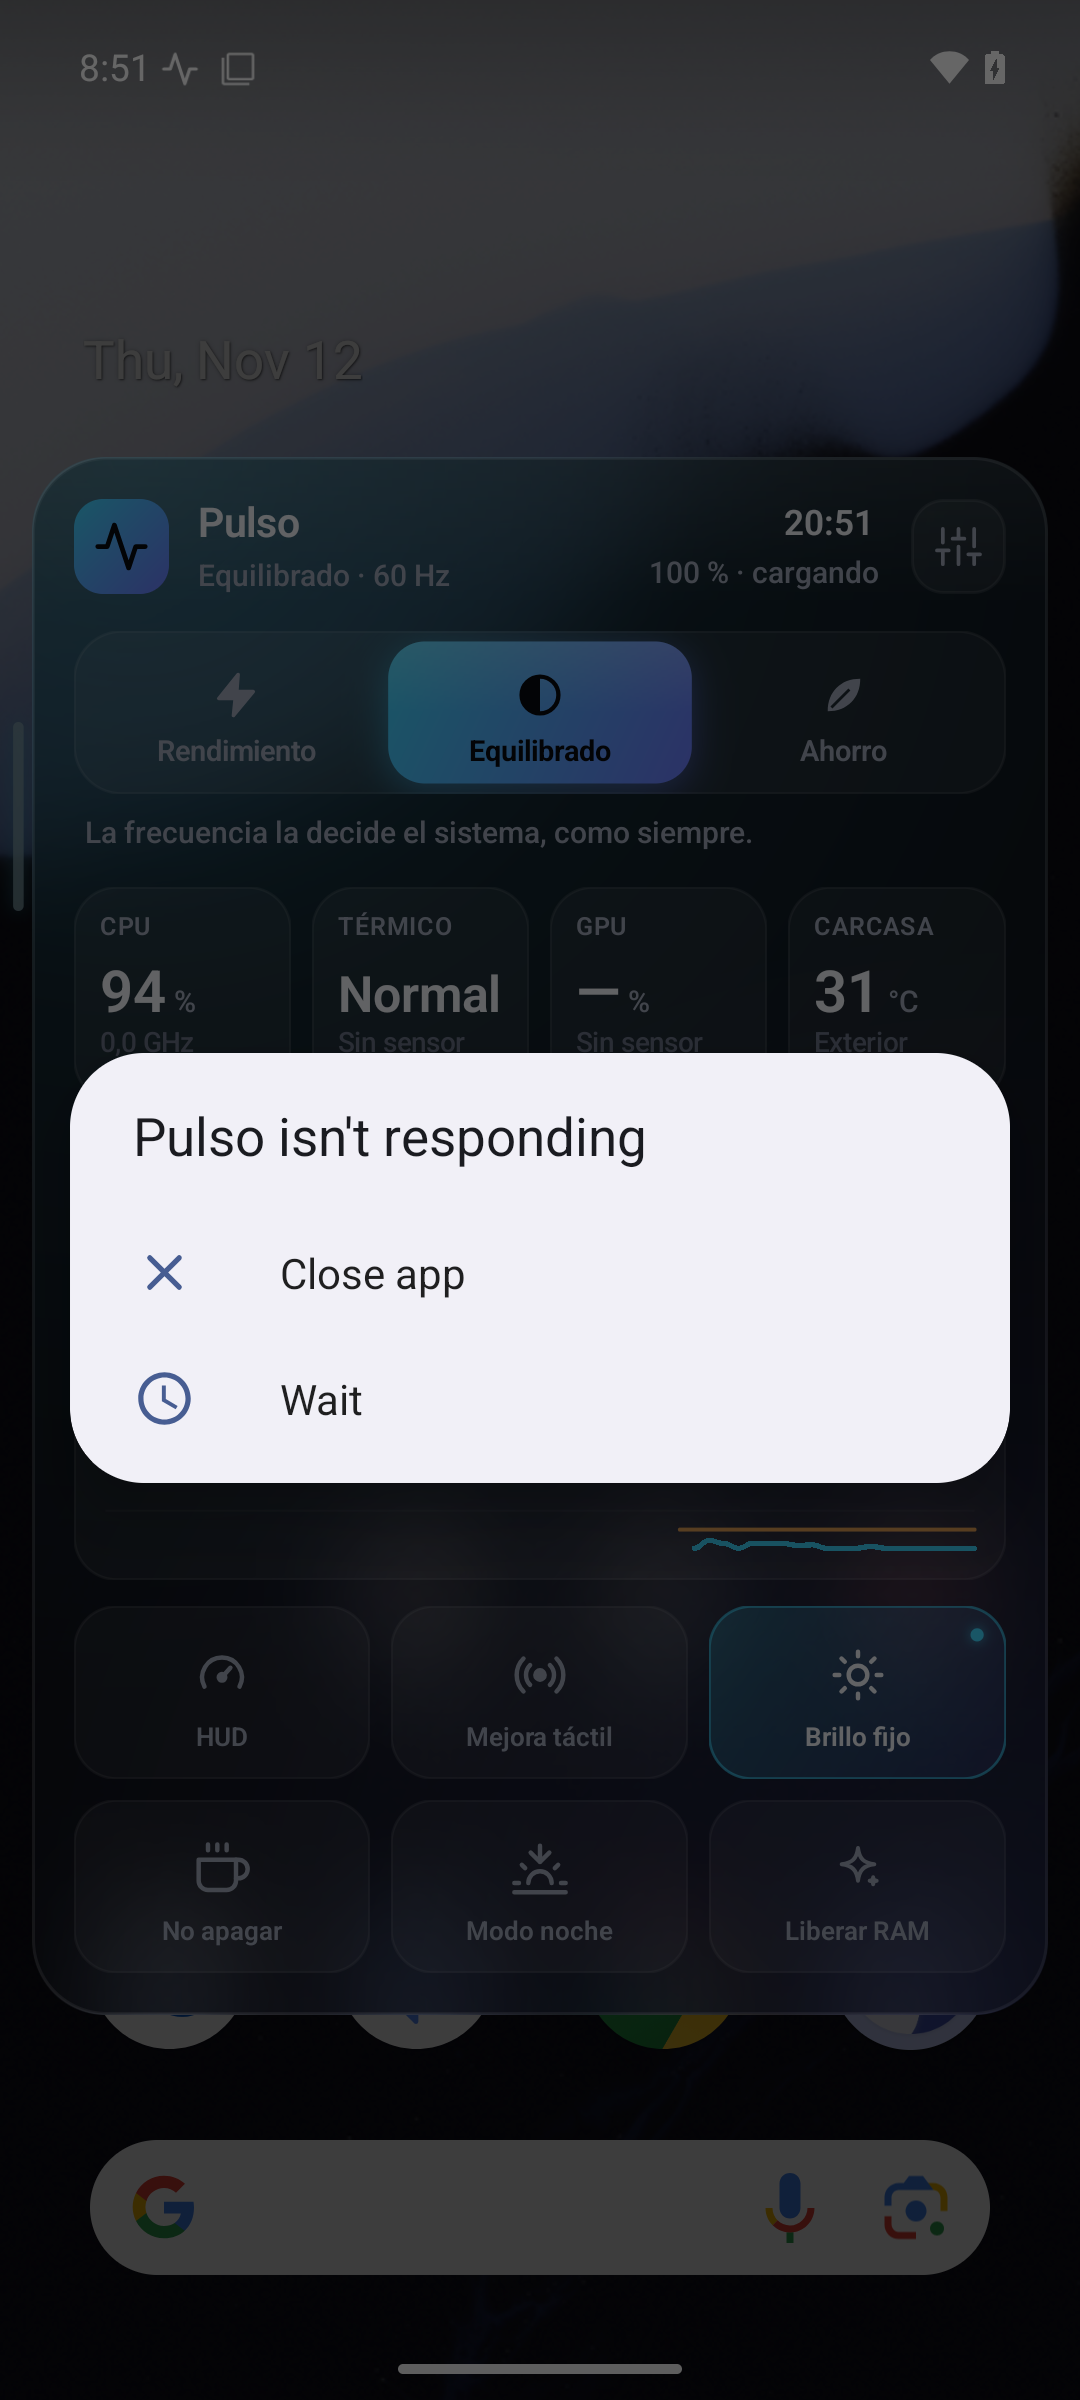 8:51
Thu, Nov 12
Pulso
20:51
Equilibrado · 60 Hz
100 % · cargando
Rendimiento
Equilibrado
Ahorro
La frecuencia la decide el sistema, como siempre.
CPU
TÉRMICO
GPU
CARCASA
94 %
Normal
— %
31 °C
0,0 GHz
Sin sensor
Sin sensor
Exterior
Pulso isn't responding
Close app
Wait
HUD
Mejora táctil
Brillo fijo
No apagar
Modo noche
Liberar RAM